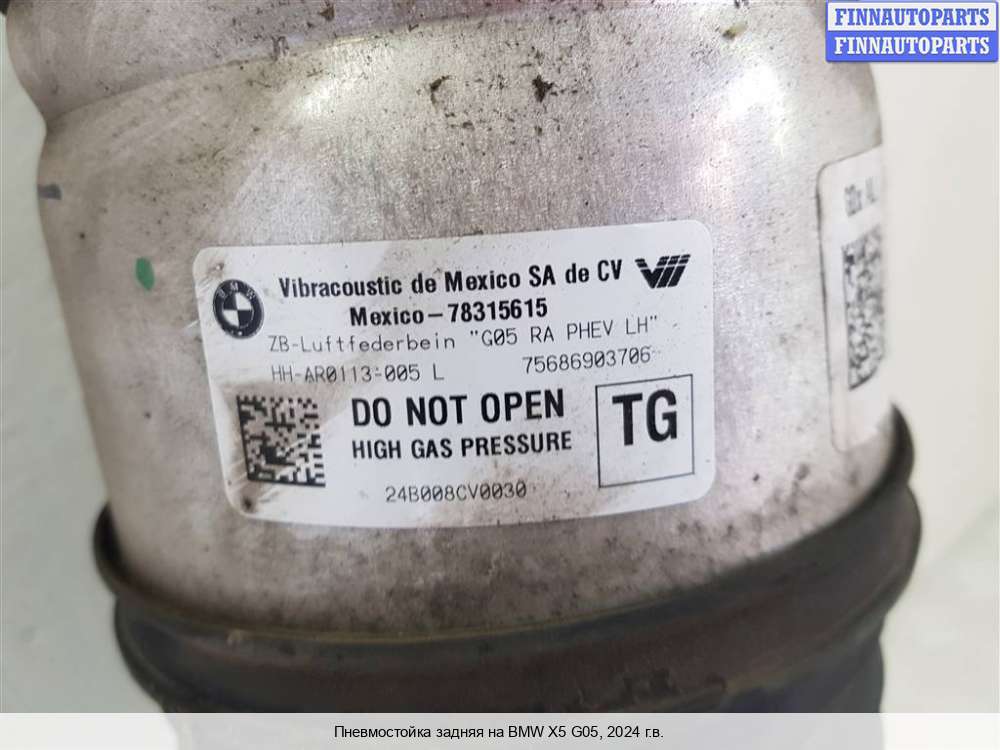 FINNAUTOPARTS
FINNAUTOPARTS
BMW
Vibracoustic de Mexico SA de CV
Mexico-78315615
ZB-Luftfederbein "G05 RA PHEV LH"
HH-AR0113-005 L 75686903706
DO NOT OPEN
HIGH GAS PRESSURE
TG
24B008CV0030
Пневмостойка задняя на BMW X5 G05, 2024 г.в.